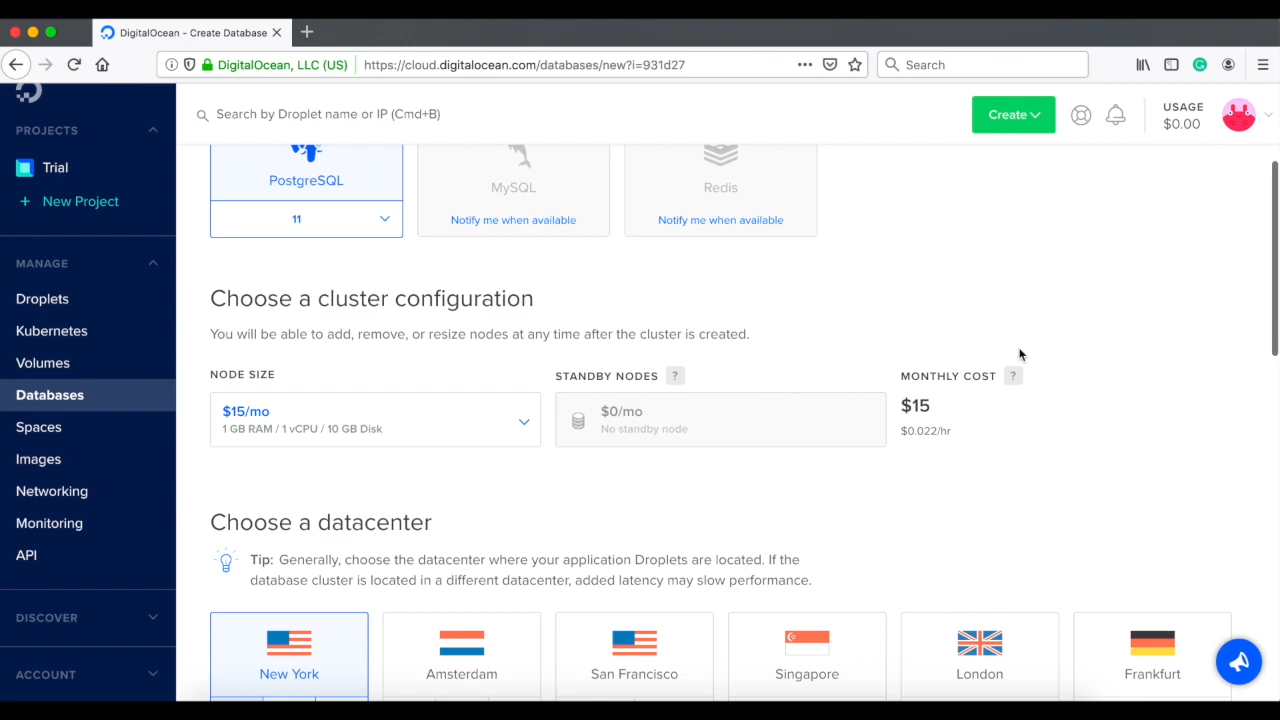 DigitalOcean - Create Database
DigitalOcean, LLC (US)
https://cloud.digitalocean.com/databases/new?i=931d27
Search
PROJECTS
Trial
+ New Project
MANAGE
Droplets
Kubernetes
Volumes
Databases
Spaces
Images
Networking
Monitoring
API
DISCOVER
ACCOUNT
Search by Droplet name or IP (Cmd+B)
Create
USAGE
$0.00
PostgreSQL
11
MySQL
Notify me when available
Redis
Notify me when available
Choose a cluster configuration
You will be able to add, remove, or resize nodes at any time after the cluster is created.
NODE SIZE
$15/mo
1 GB RAM / 1 vCPU / 10 GB Disk
STANDBY NODES ?
$0/mo
No standby node
MONTHLY COST ?
$15
$0.022/hr
Choose a datacenter
Tip: Generally, choose the datacenter where your application Droplets are located. If the
database cluster is located in a different datacenter, added latency may slow performance.
New York
Amsterdam
San Francisco
Singapore
London
Frankfurt